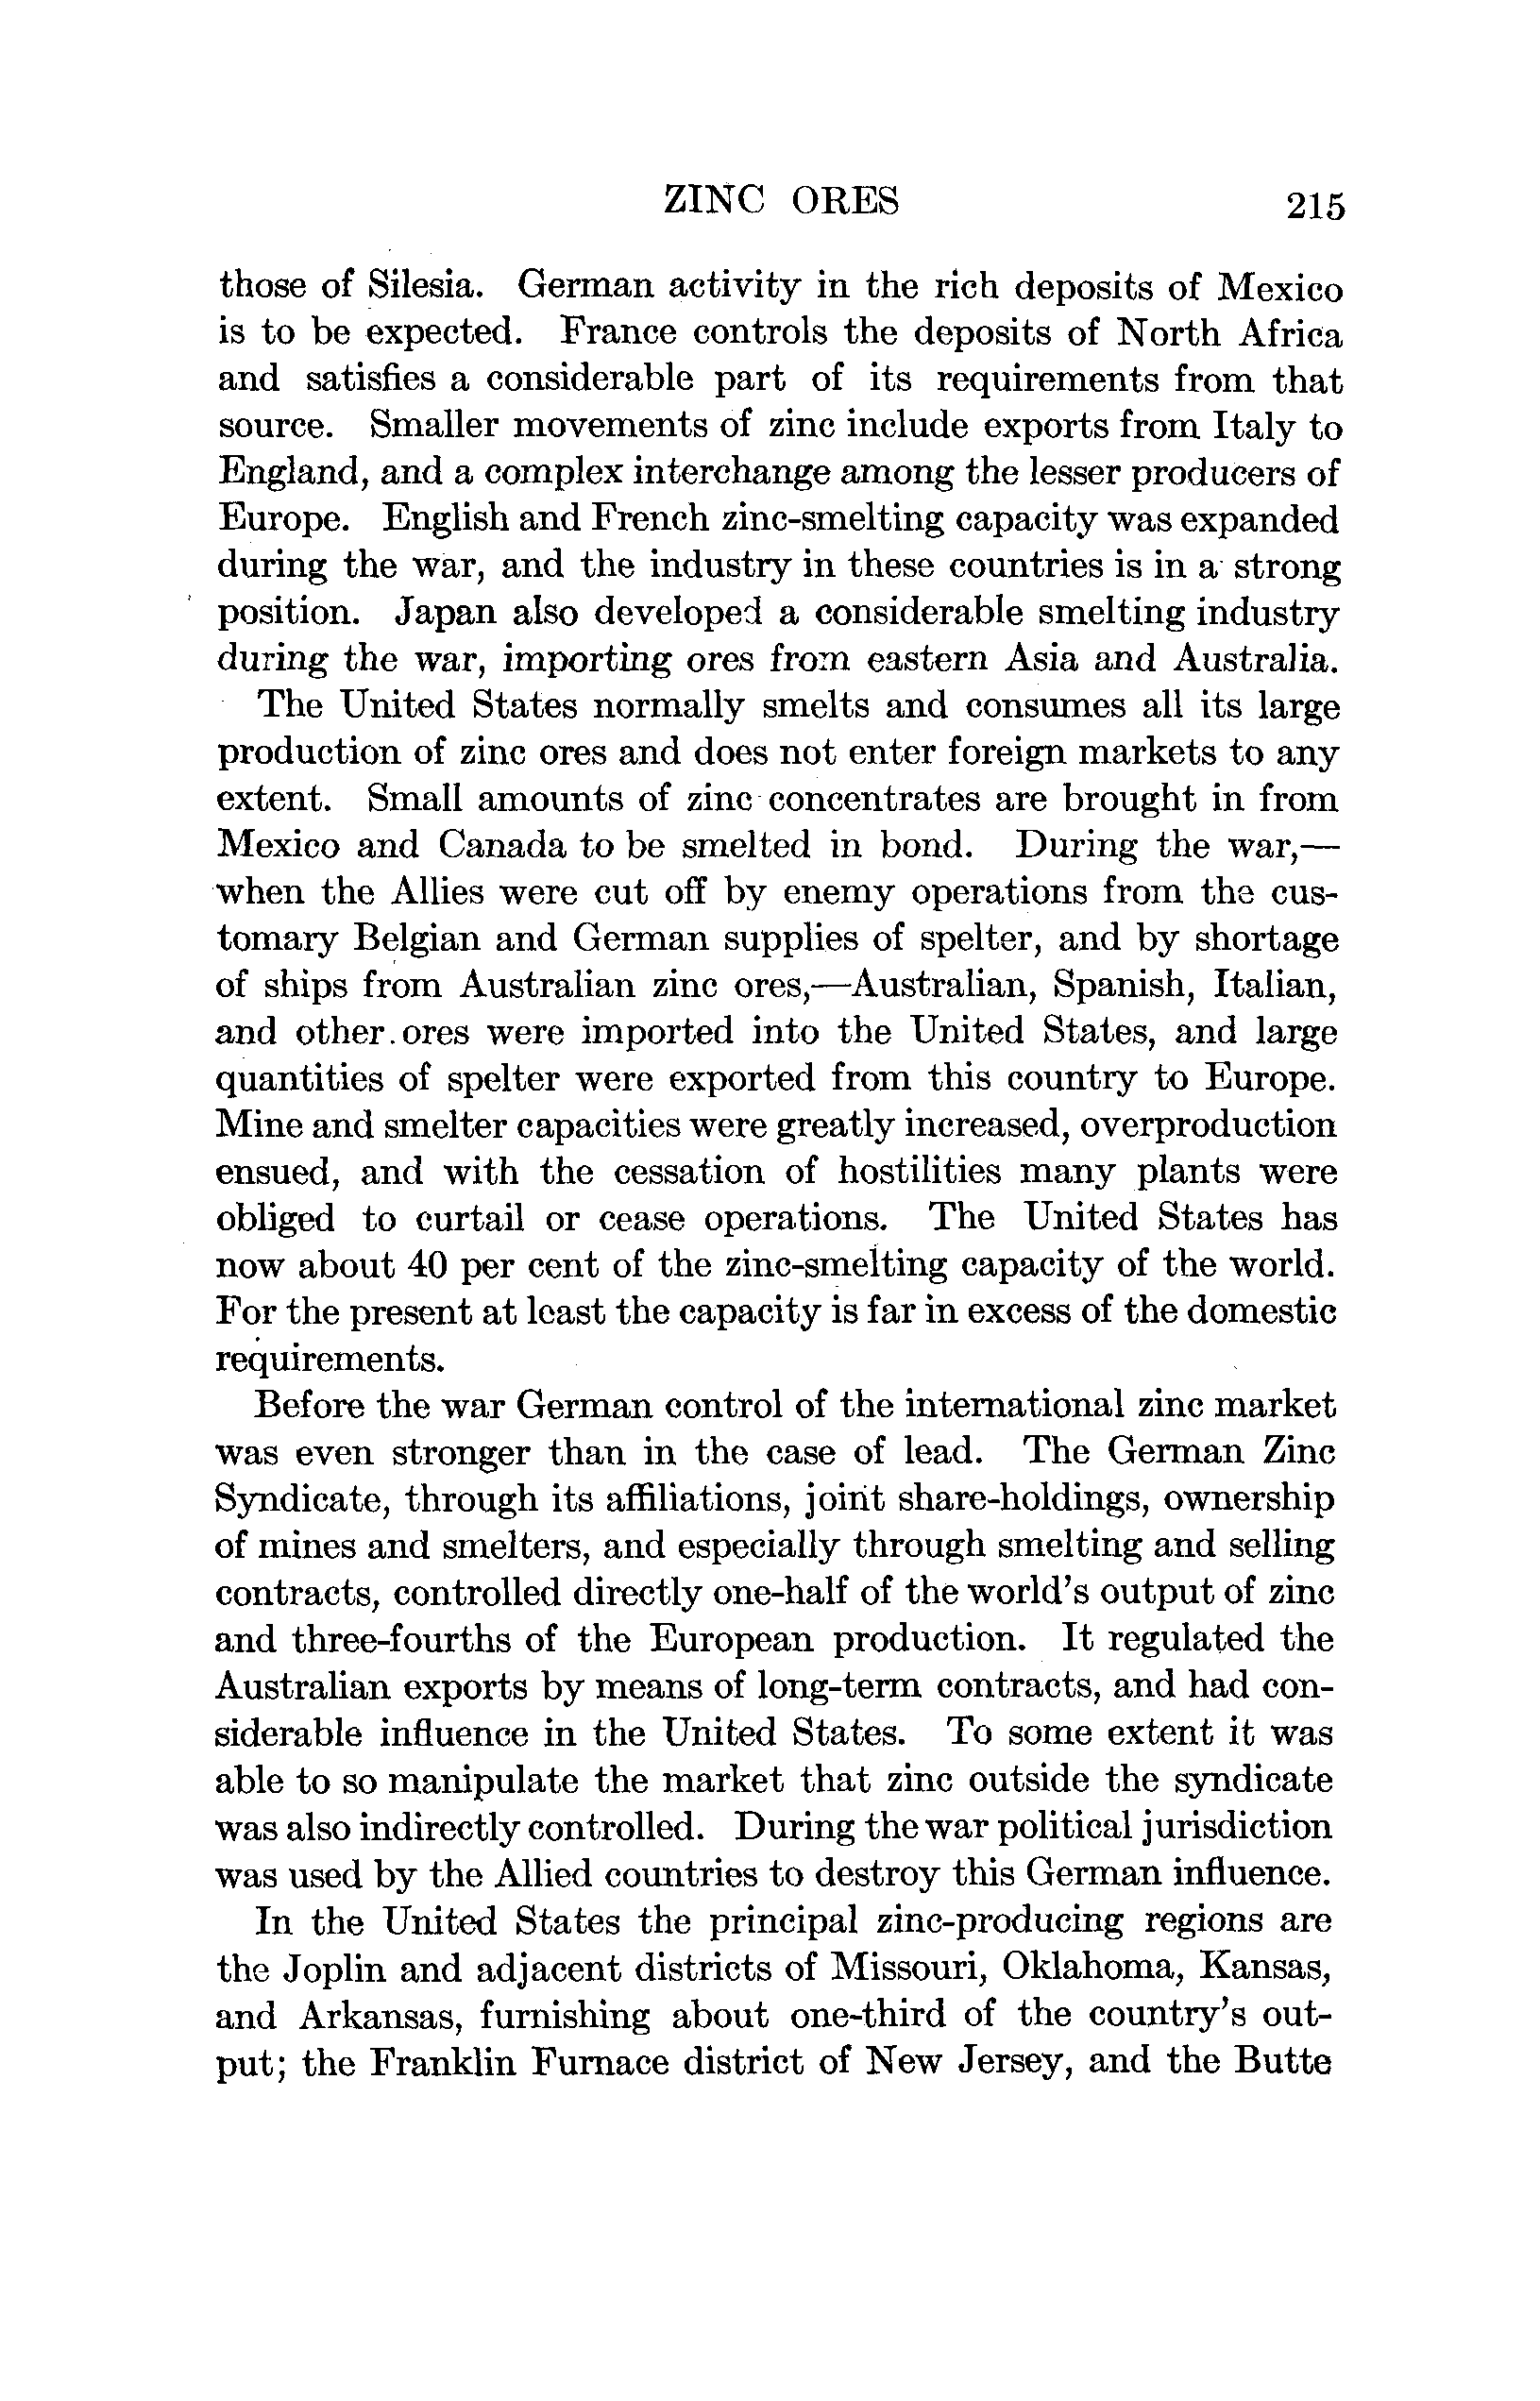 ZINC ORES 215
those of Silesia. German activity in the rich deposits of Mexico
is to be expected. France controls the deposits of North Africa
and satisfies a considerable part of its requirements from that
source. Smaller movements of zinc include exports from Italy to
England, and a complex interchange among the lesser producers of
Europe. English and French zinc-smelting capacity was expanded
during the war, and the industry in these countries is in a strong
position. Japan also developed a considerable smelting industry
during the war, importing ores from eastern Asia and Australia.
The United States normally smelts and consumes all its large
production of zinc ores and does not enter foreign markets to any
extent. Small amounts of zinc concentrates are brought in from
Mexico and Canada to be smelted in bond. During the war,—
when the Allies were cut off by enemy operations from the cus-
tomary Belgian and German supplies of spelter, and by shortage
of ships from Australian zinc ores,—Australian, Spanish, Italian,
and other ores were imported into the United States, and large
quantities of spelter were exported from this country to Europe.
Mine and smelter capacities were greatly increased, overproduction
ensued, and with the cessation of hostilities many plants were
obliged to curtail or cease operations. The United States has
now about 40 per cent of the zinc-smelting capacity of the world.
For the present at least the capacity is far in excess of the domestic
requirements.
Before the war German control of the international zinc market
was even stronger than in the case of lead. The German Zinc
Syndicate, through its affiliations, joint share-holdings, ownership
of mines and smelters, and especially through smelting and selling
contracts, controlled directly one-half of the world's output of zinc
and three-fourths of the European production. It regulated the
Australian exports by means of long-term contracts, and had con-
siderable influence in the United States. To some extent it was
able to so manipulate the market that zinc outside the syndicate
was also indirectly controlled. During the war political jurisdiction
was used by the Allied countries to destroy this German influence.
In the United States the principal zinc-producing regions are
the Joplin and adjacent districts of Missouri, Oklahoma, Kansas,
and Arkansas, furnishing about one-third of the country's out-
put; the Franklin Furnace district of New Jersey, and the Butte